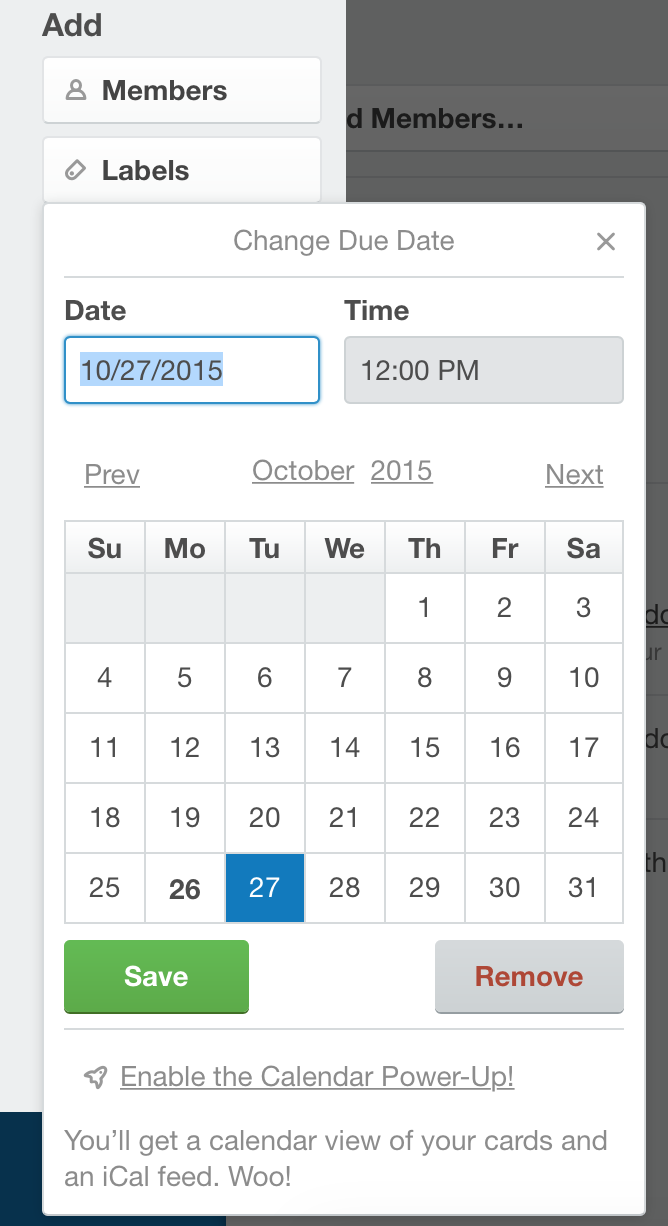 Add
Members
d Members…
Labels
Change Due Date
Date Time
10/27/2015 12:00 PM
Prev October 2015 Next
Su Mo Tu We Th Fr Sa
1 2 3
4 5 6 7 8 9 10
11 12 13 14 15 16 17
18 19 20 21 22 23 24
25 26 27 28 29 30 31
Save Remove
Enable the Calendar Power-Up!
You’ll get a calendar view of your cards and
an iCal feed. Woo!